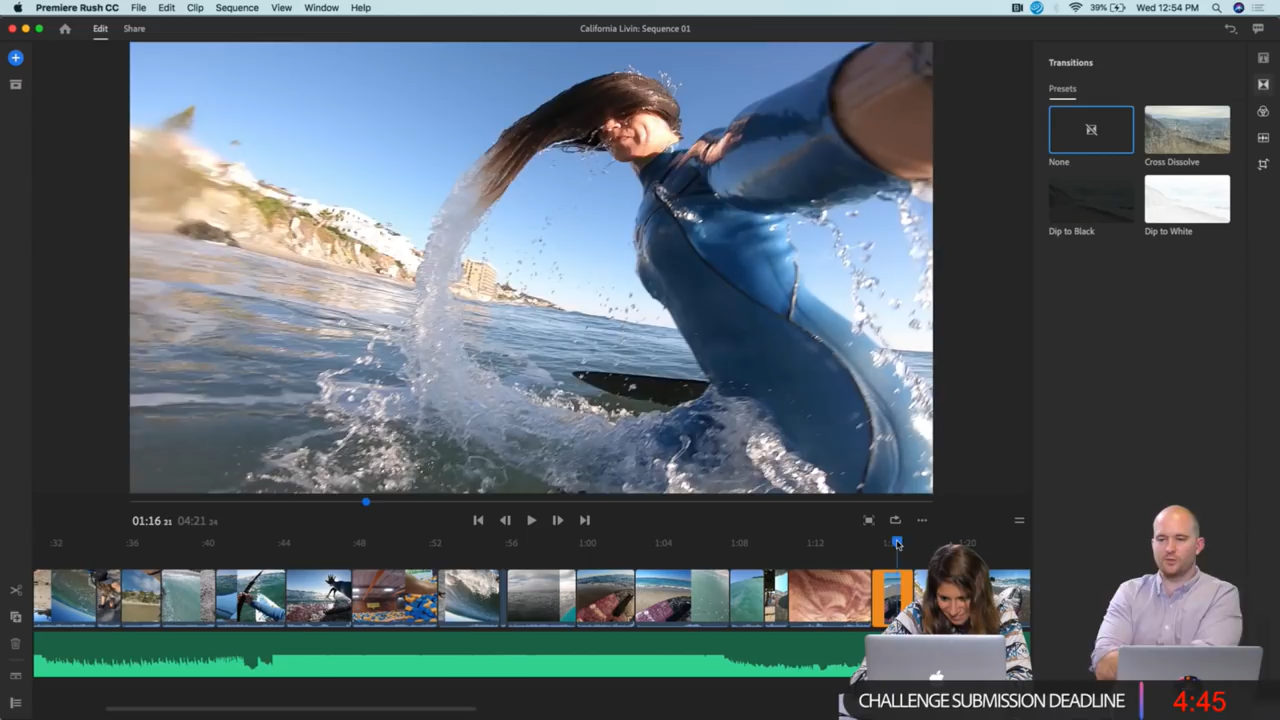 Premiere Rush CC File Edit Clip Sequence View Window Help 39% Wed 12:54 PM
Edit Share California Livin: Sequence 01
Transitions
Presets
None Cross Dissolve
Dip to Black Dip to White
01:16 21 04:21 24
:32 :36 :40 :44 :48 :52 :56 1:00 1:04 1:08 1:12 1:20
CHALLENGE SUBMISSION DEADLINE 4:45